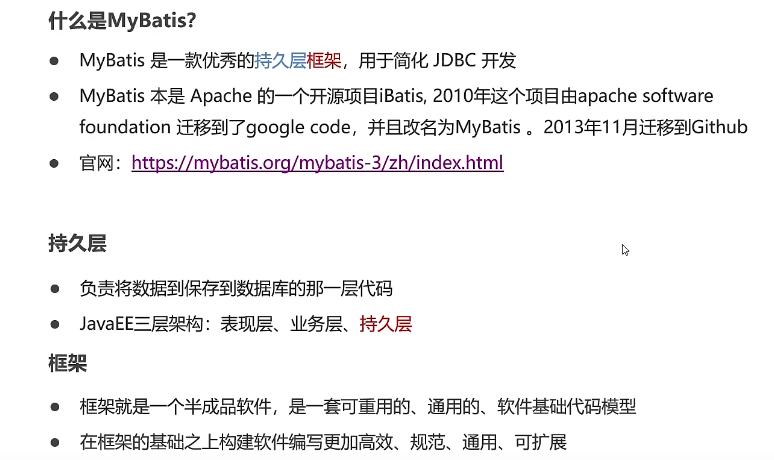 什么是MyBatis?
● MyBatis 是一款优秀的持久层框架，用于简化 JDBC 开发
● MyBatis 本是 Apache 的一个开源项目iBatis, 2010年这个项目由apache software
foundation 迁移到了google code，并且改名为MyBatis 。2013年11月迁移到Github
● 官网：https://mybatis.org/mybatis-3/zh/index.html
持久层
● 负责将数据到保存到数据库的那一层代码
● JavaEE三层架构：表现层、业务层、持久层
框架
● 框架就是一个半成品软件，是一套可重用的、通用的、软件基础代码模型
● 在框架的基础之上构建软件编写更加高效、规范、通用、可扩展